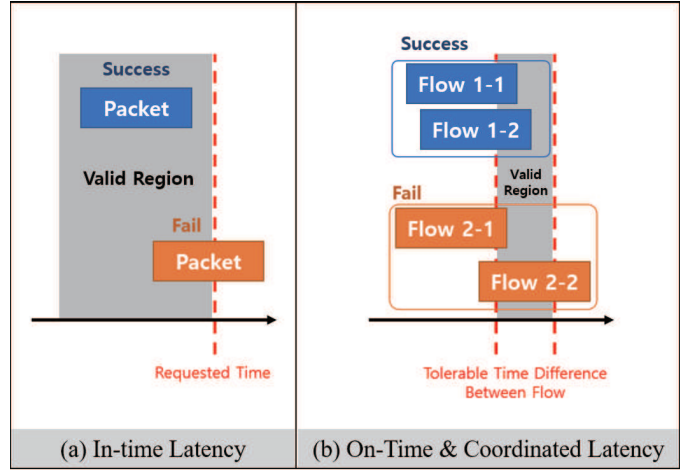 Success
Packet
Valid Region
Fail
Packet
Requested Time
(a) In-time Latency
Success
Flow 1-1
Flow 1-2
Valid
Region
Fail
Flow 2-1
Flow 2-2
Tolerable Time Difference
Between Flow
(b) On-Time & Coordinated Latency